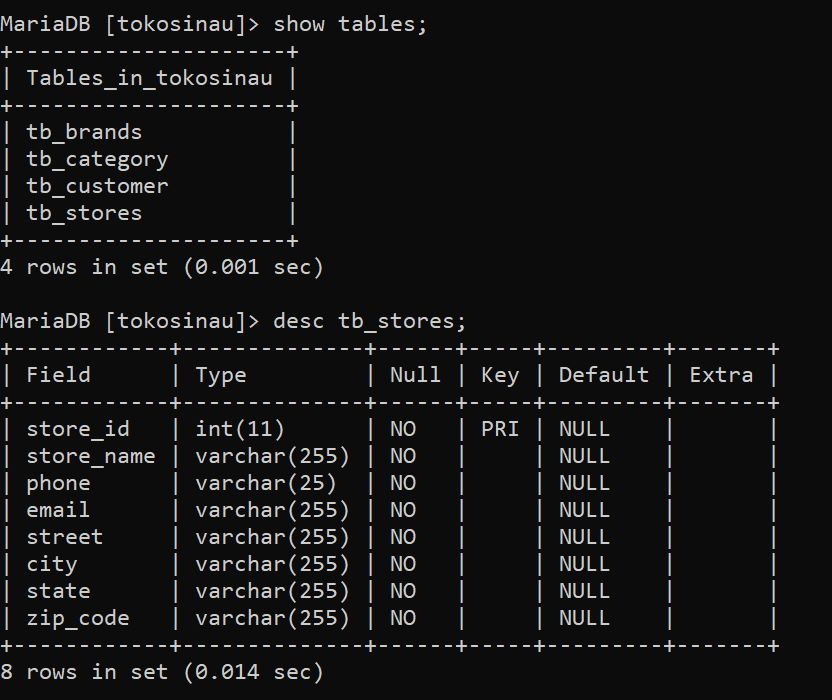 MariaDB [tokosinau]> show tables;
+---------------------+
| Tables_in_tokosinau |
+---------------------+
| tb_brands           |
| tb_category         |
| tb_customer         |
| tb_stores           |
+---------------------+
4 rows in set (0.001 sec)

MariaDB [tokosinau]> desc tb_stores;
+------------+--------------+------+-----+---------+-------+
| Field      | Type         | Null | Key | Default | Extra |
+------------+--------------+------+-----+---------+-------+
| store_id   | int(11)      | NO   | PRI | NULL    |       |
| store_name | varchar(255) | NO   |     | NULL    |       |
| phone      | varchar(25)  | NO   |     | NULL    |       |
| email      | varchar(255) | NO   |     | NULL    |       |
| street     | varchar(255) | NO   |     | NULL    |       |
| city       | varchar(255) | NO   |     | NULL    |       |
| state      | varchar(255) | NO   |     | NULL    |       |
| zip_code   | varchar(255) | NO   |     | NULL    |       |
+------------+--------------+------+-----+---------+-------+
8 rows in set (0.014 sec)